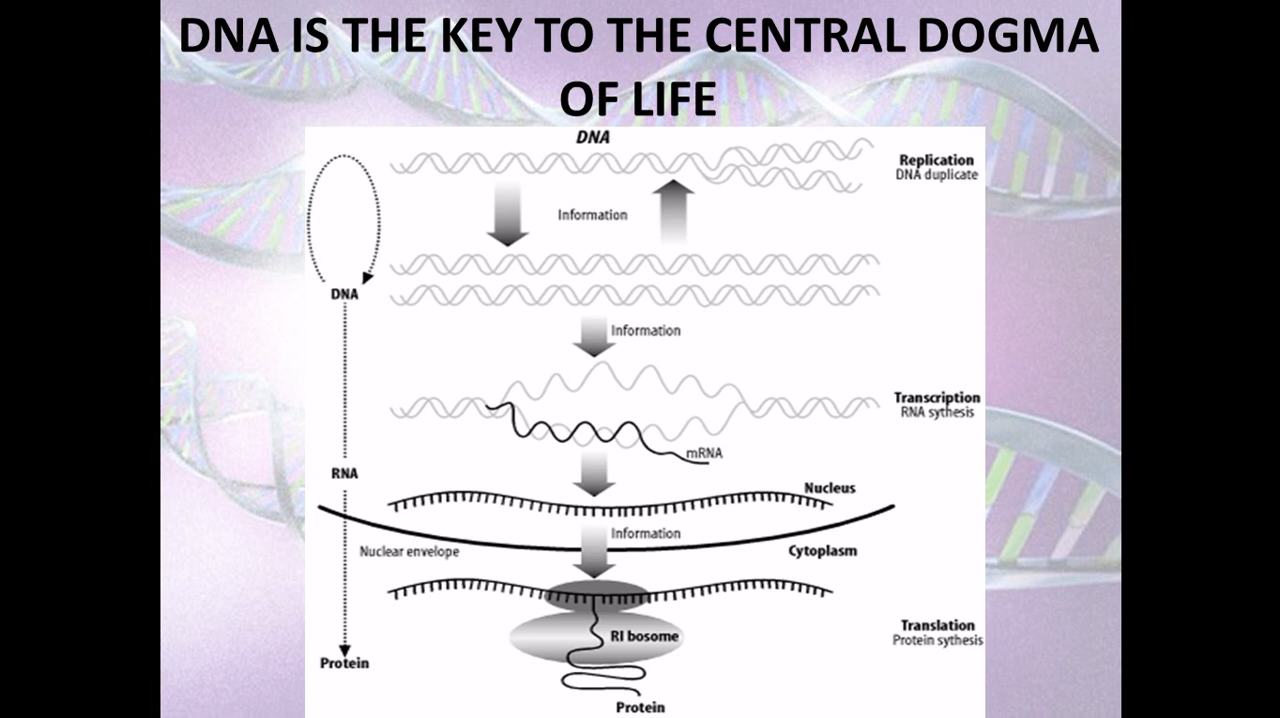 DNA IS THE KEY TO THE CENTRAL DOGMA
OF LIFE
DNA
Replication
DNA duplicate
Information
DNA
Information
Transcription
RNA sythesis
mRNA
RNA
Nucleus
Information
Nuclear envelope
Cytoplasm
Translation
Protein sythesis
RI bosome
Protein
Protein